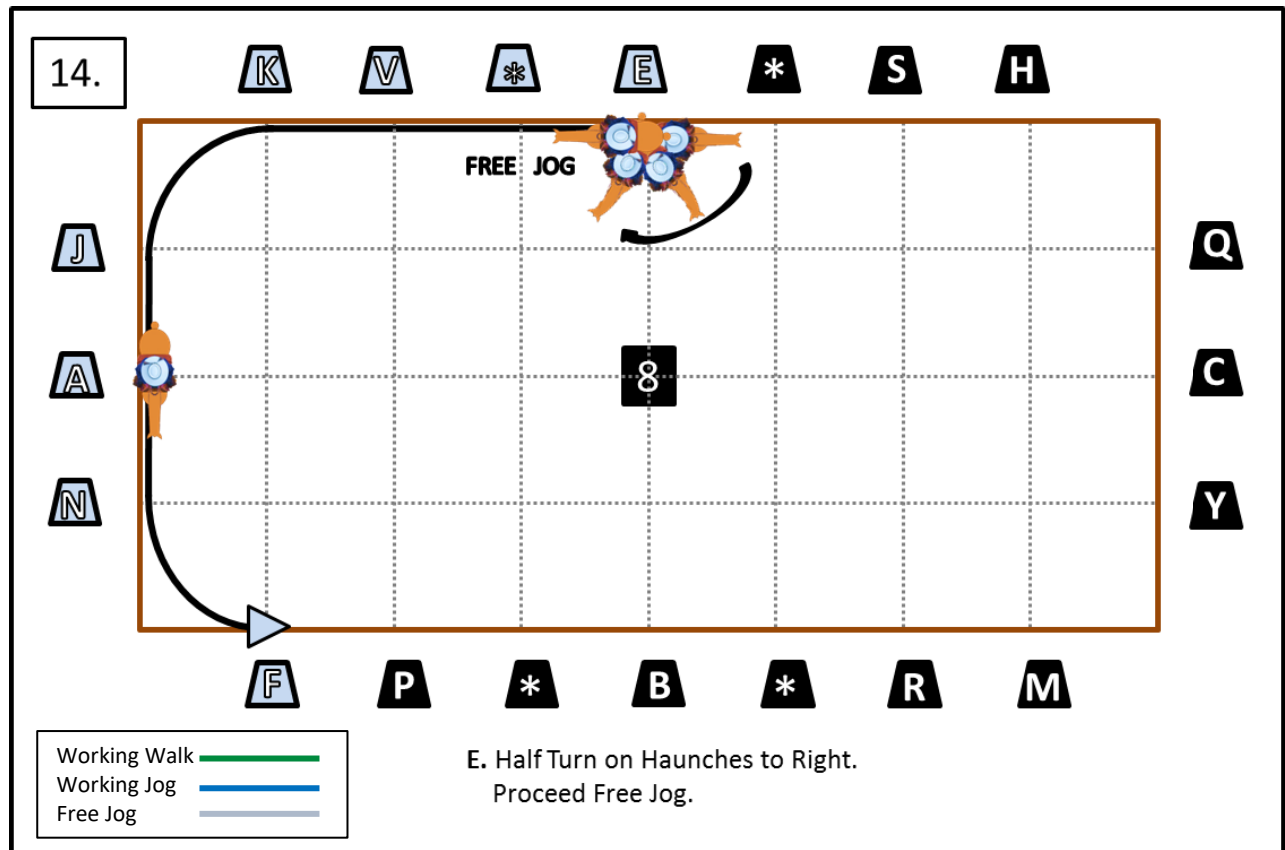 14.
K V * E * S H
FREE JOG
J Q
A 8 C
N Y
F P * B * R M
Working Walk
Working Jog
Free Jog
E. Half Turn on Haunches to Right.
Proceed Free Jog.